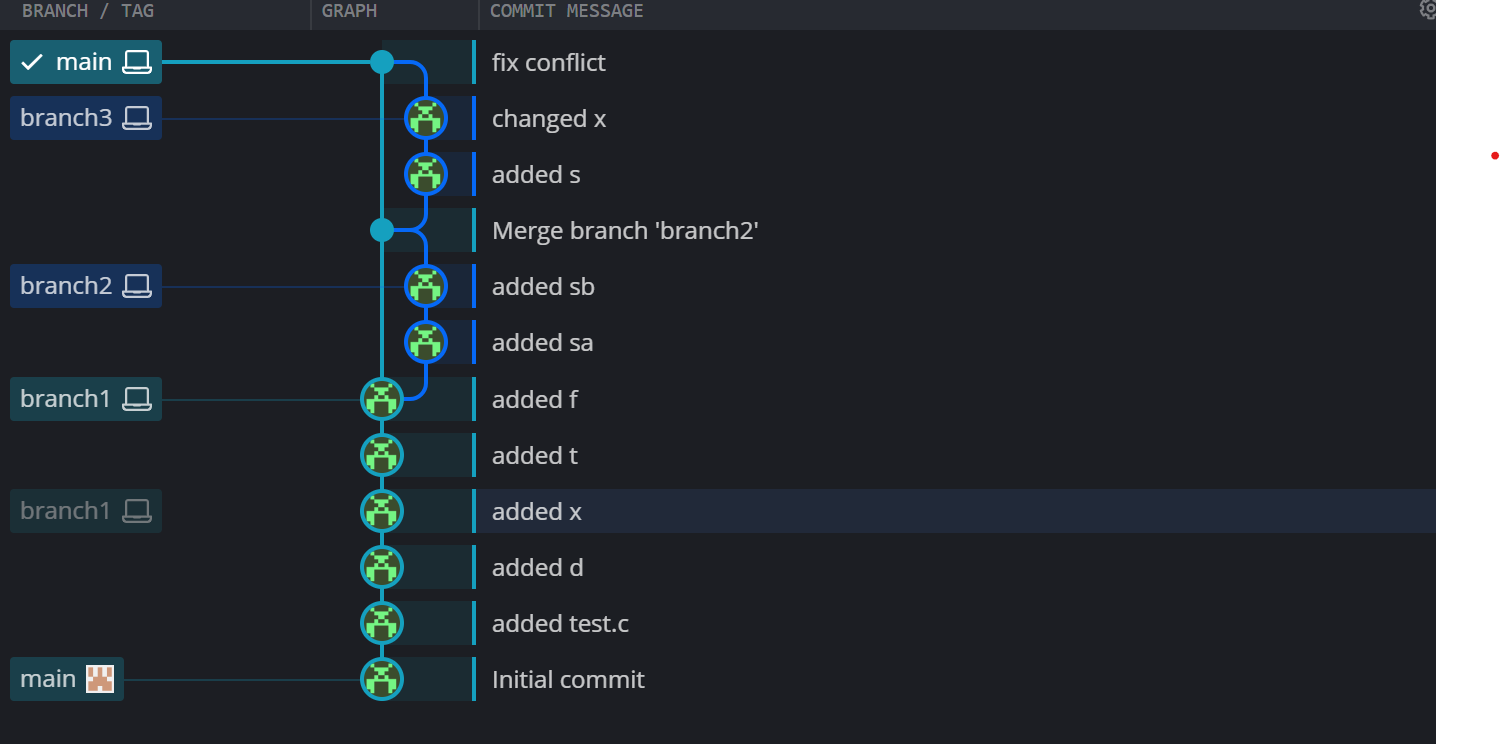 BRANCH / TAG GRAPH COMMIT MESSAGE
main fix conflict
branch3 changed x
added s
Merge branch 'branch2'
branch2 added sb
added sa
branch1 added f
added t
branch1 added x
added d
added test.c
main Initial commit